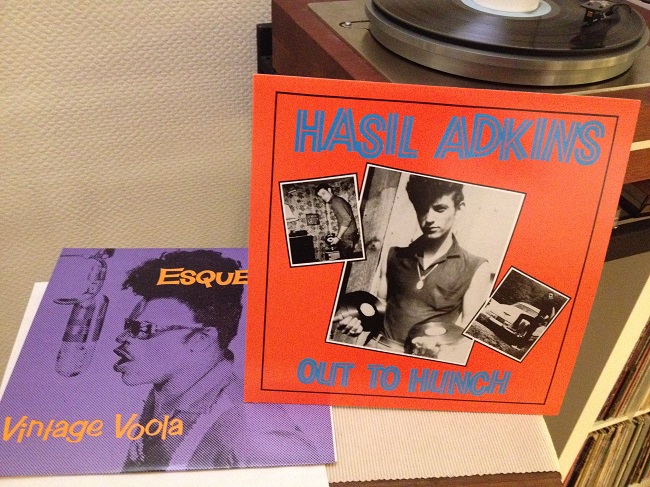 HASIL ADKINS
OUT TO HUNCH
ESQUE
Vintage Voola